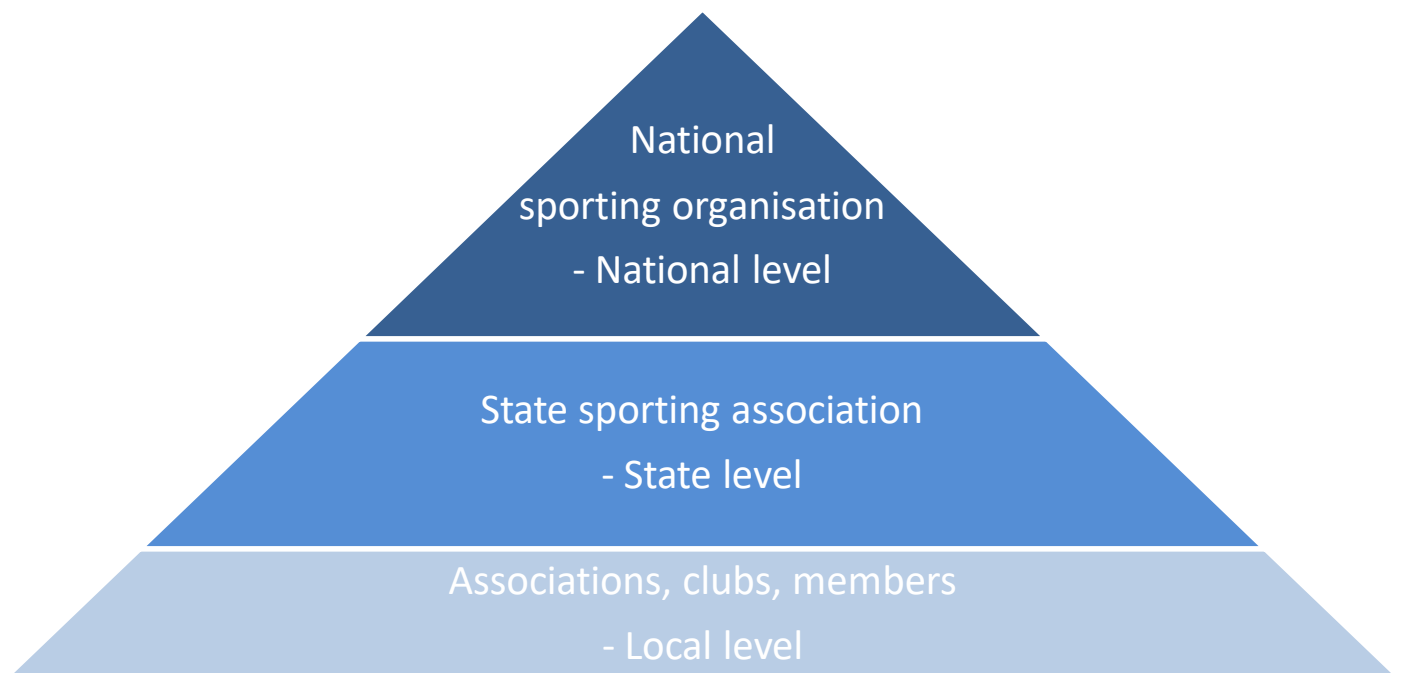 National
sporting organisation
- National level
State sporting association
- State level
Associations, clubs, members
- Local level